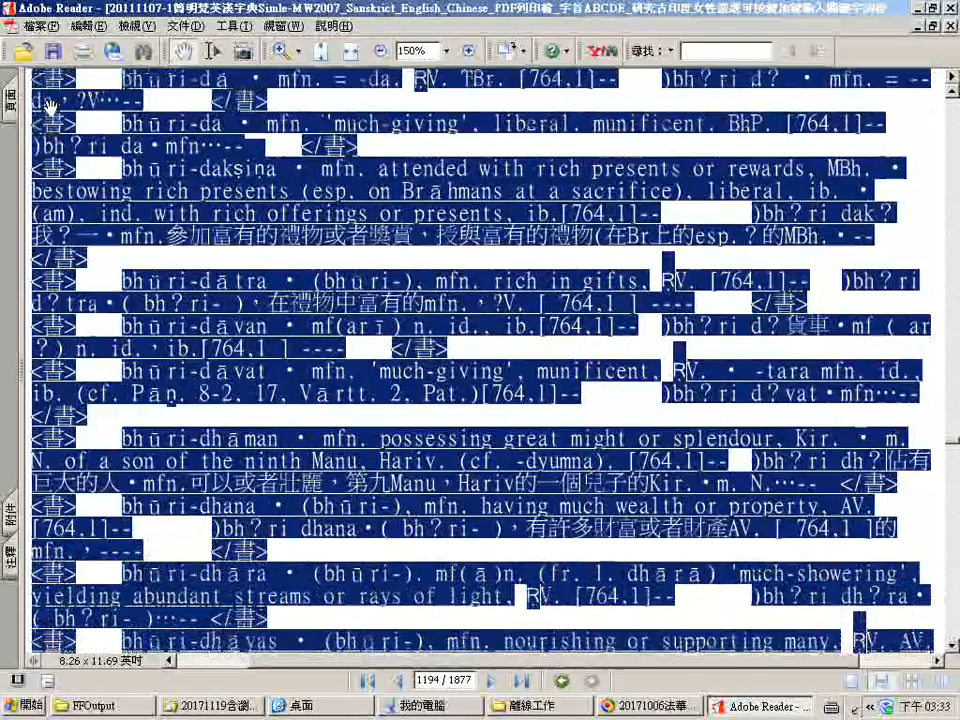 Adobe Reader - [20111107-1簡明梵英漢字典Simle-MW2007_Sanskrict_English_Chinese_PDF列印檔_字首ABCDE_研究古印度女性
檔案(F) 編輯(E) 檢視(V) 文件(D) 工具(T) 視窗(W) 說明(H)
150% 尋找:
<書> bhūri-dā • mfn. = -da, RV. TBr. [764,1]-- )bh?ri d? • mfn. = --
d,, ?V…-- </書>
<書> bhūri-da • mfn. 'much-giving', liberal. munificent. BhP. [764,1]--
)bh?ri da•mfn…-- </書>
<書> bhūri-dakṣiṇa • mfn. attended with rich presents or rewards, MBh. •
bestowing rich presents (esp. on Brāhmans at a sacrifice), liberal, ib. •
(am), ind. with rich offerings or presents, ib.[764,1]-- )bh?ri dak?
我?一•mfn.參加富有的禮物或者獎賞，授與富有的禮物(在Br上的esp.?的MBh.•--
</書>
<書> bhūri-dātra • (bhūri-), mfn. rich in gifts, RV. [764,1]-- )bh?ri
d?tra•( bh?ri- )，在禮物中富有的mfn.，?V. [ 764,1 ] ---- </書>
<書> bhūri-dāvan • mf(arī) n. id., ib.[764,1]-- )bh?ri d?貨車•mf ( ar
?) n. id.，ib.[764,1 ] ---- </書>
<書> bhūri-dāvat • mfn. 'much-giving', munificent, RV. • -tara mfn. id.,
ib. (cf. Pāṇ. 8-2, 17, Vārtt. 2, Pat.)[764,1]-- )bh?ri d?vat•mfn…--
</書>
<書> bhūri-dhāman • mfn. possessing great might or splendour, Kir. • m.
N. of a son of the ninth Manu, Hariv. (cf. -dyumna). [764,1]-- )bh?ri dh?佔有
巨大的人•mfn.可以或者壯麗，第九Manu，Hariv的一個兒子的Kir.•m. N.…-- </書>
<書> bhūri-dhana • (bhūri-), mfn. having much wealth or property, AV.
[764,1]-- )bh?ri dhana•( bh?ri- )，有許多財富或者財產AV. [ 764,1 ]的
mfn.，---- </書>
<書> bhūri-dhāra • (bhūri-). mf(ā)n. (fr. 1. dhārā) 'much-showering',
yielding abundant streams or rays of light, RV. [764,1]-- )bh?ri dh?ra•
( bh?ri- )…-- </書>
<書> bhūri-dhāyas • (bhūri-), mfn. nourishing or supporting many, RV. AV.
頁面
附件
注釋
8.26 x 11.69 英吋
1194 / 1877
開始 FFOutput 20171119含瀏... 桌面 我的電腦 離線工作 20171006法華... Adobe Reader - [... 下午 03:33